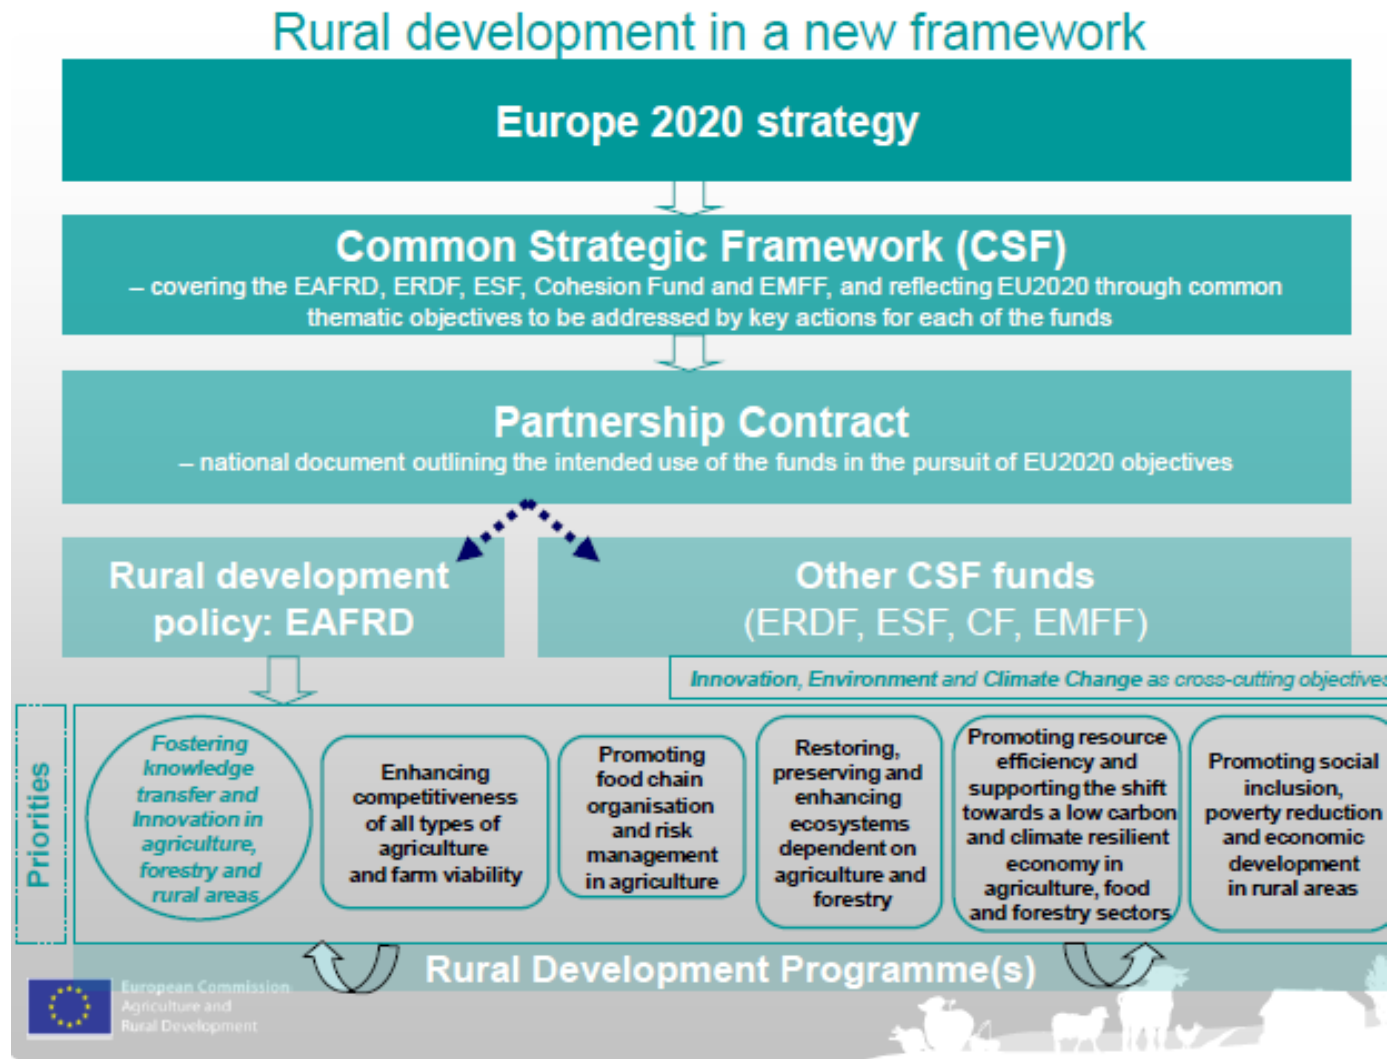 Rural development in a new framework
Europe 2020 strategy
Common Strategic Framework (CSF)
– covering the EAFRD, ERDF, ESF, Cohesion Fund and EMFF, and reflecting EU2020 through common
thematic objectives to be addressed by key actions for each of the funds
Partnership Contract
– national document outlining the intended use of the funds in the pursuit of EU2020 objectives
Rural development
policy: EAFRD
Other CSF funds
(ERDF, ESF, CF, EMFF)
Innovation, Environment and Climate Change as cross-cutting objectives
Priorities
Fostering
knowledge
transfer and
Innovation in
agriculture,
forestry and
rural areas
Enhancing
competitiveness
of all types of
agriculture
and farm viability
Promoting
food chain
organisation
and risk
management
in agriculture
Restoring,
preserving and
enhancing
ecosystems
dependent on
agriculture and
forestry
Promoting resource
efficiency and
supporting the shift
towards a low carbon
and climate resilient
economy in
agriculture, food
and forestry sectors
Promoting social
inclusion,
poverty reduction
and economic
development
in rural areas
Rural Development Programme(s)
European Commission
Agriculture and
Rural Development